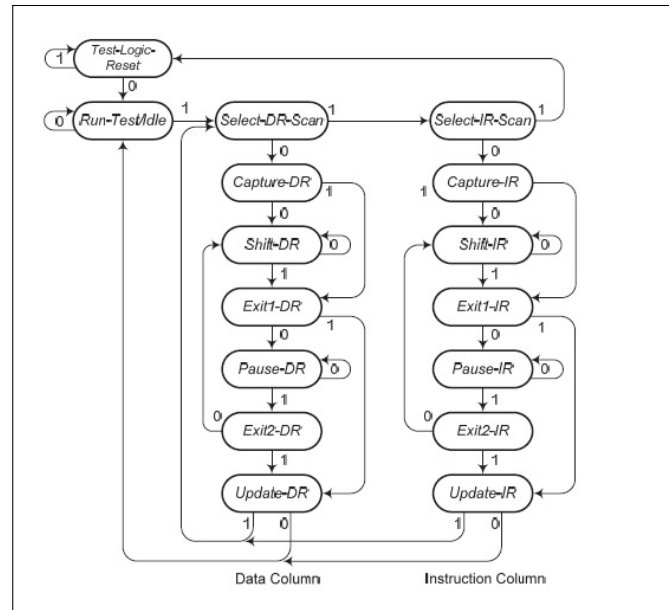 Test-Logic-
Reset
1
0
Run-Test/Idle
0
1
Select-DR-Scan
1
Select-IR-Scan
1
0
0
Capture-DR
1
1
Capture-IR
0
0
Shift-DR
0
Shift-IR
0
1
1
Exit1-DR
1
Exit1-IR
1
0
0
Pause-DR
0
Pause-IR
0
1
1
0
Exit2-DR
0
Exit2-IR
1
1
Update-DR
Update-IR
1
0
1
0
Data Column
Instruction Column